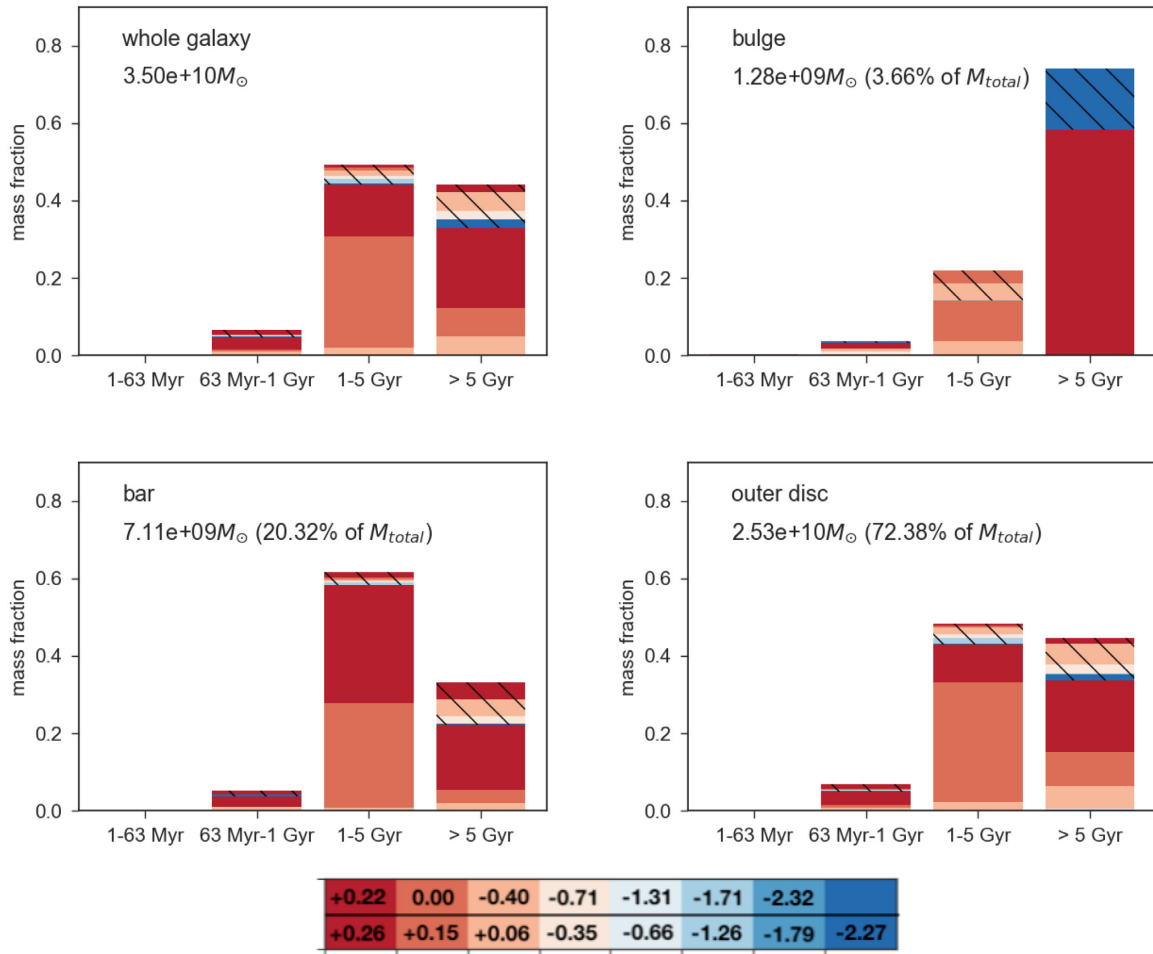 whole galaxy
3.50e+10M⊙
mass fraction
0.8
0.6
0.4
0.2
0.0
1-63 Myr 63 Myr-1 Gyr 1-5 Gyr > 5 Gyr
bulge
1.28e+09M⊙ (3.66% of Mtotal)
mass fraction
0.8
0.6
0.4
0.2
0.0
1-63 Myr 63 Myr-1 Gyr 1-5 Gyr > 5 Gyr
bar
7.11e+09M⊙ (20.32% of Mtotal)
mass fraction
0.8
0.6
0.4
0.2
0.0
1-63 Myr 63 Myr-1 Gyr 1-5 Gyr > 5 Gyr
outer disc
2.53e+10M⊙ (72.38% of Mtotal)
mass fraction
0.8
0.6
0.4
0.2
0.0
1-63 Myr 63 Myr-1 Gyr 1-5 Gyr > 5 Gyr
+0.22 0.00 -0.40 -0.71 -1.31 -1.71 -2.32
+0.26 +0.15 +0.06 -0.35 -0.66 -1.26 -1.79 -2.27